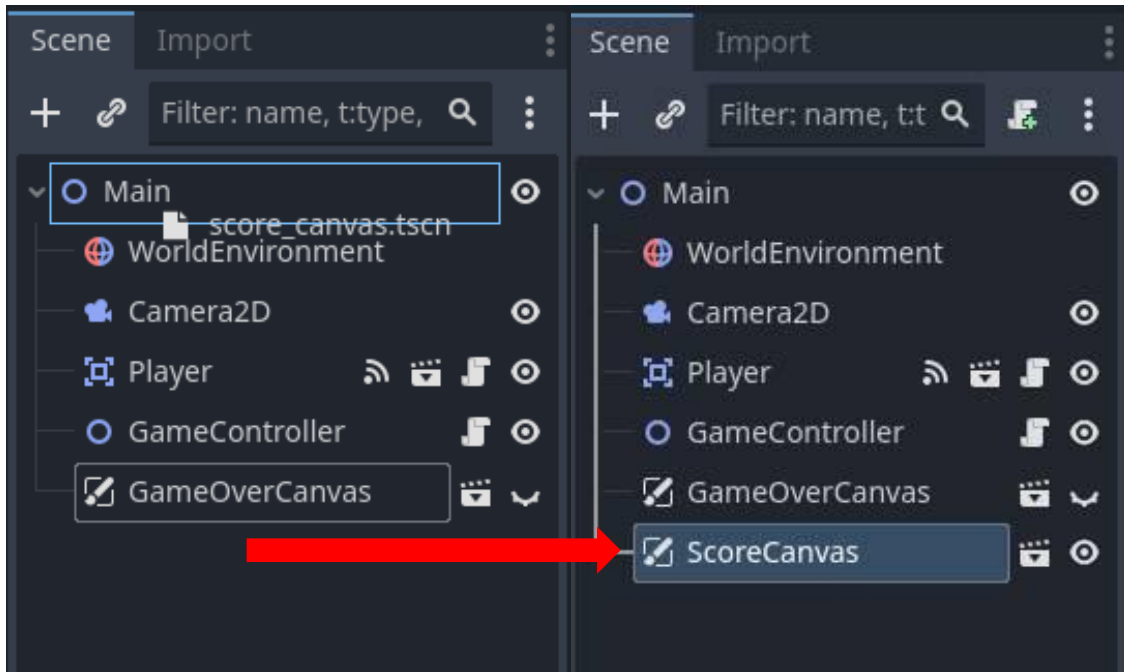 Scene Import
Filter: name, t:type,
Main
score_canvas.tscn
WorldEnvironment
Camera2D
Player
GameController
GameOverCanvas
Scene Import
Filter: name, t:t
Main
WorldEnvironment
Camera2D
Player
GameController
GameOverCanvas
ScoreCanvas